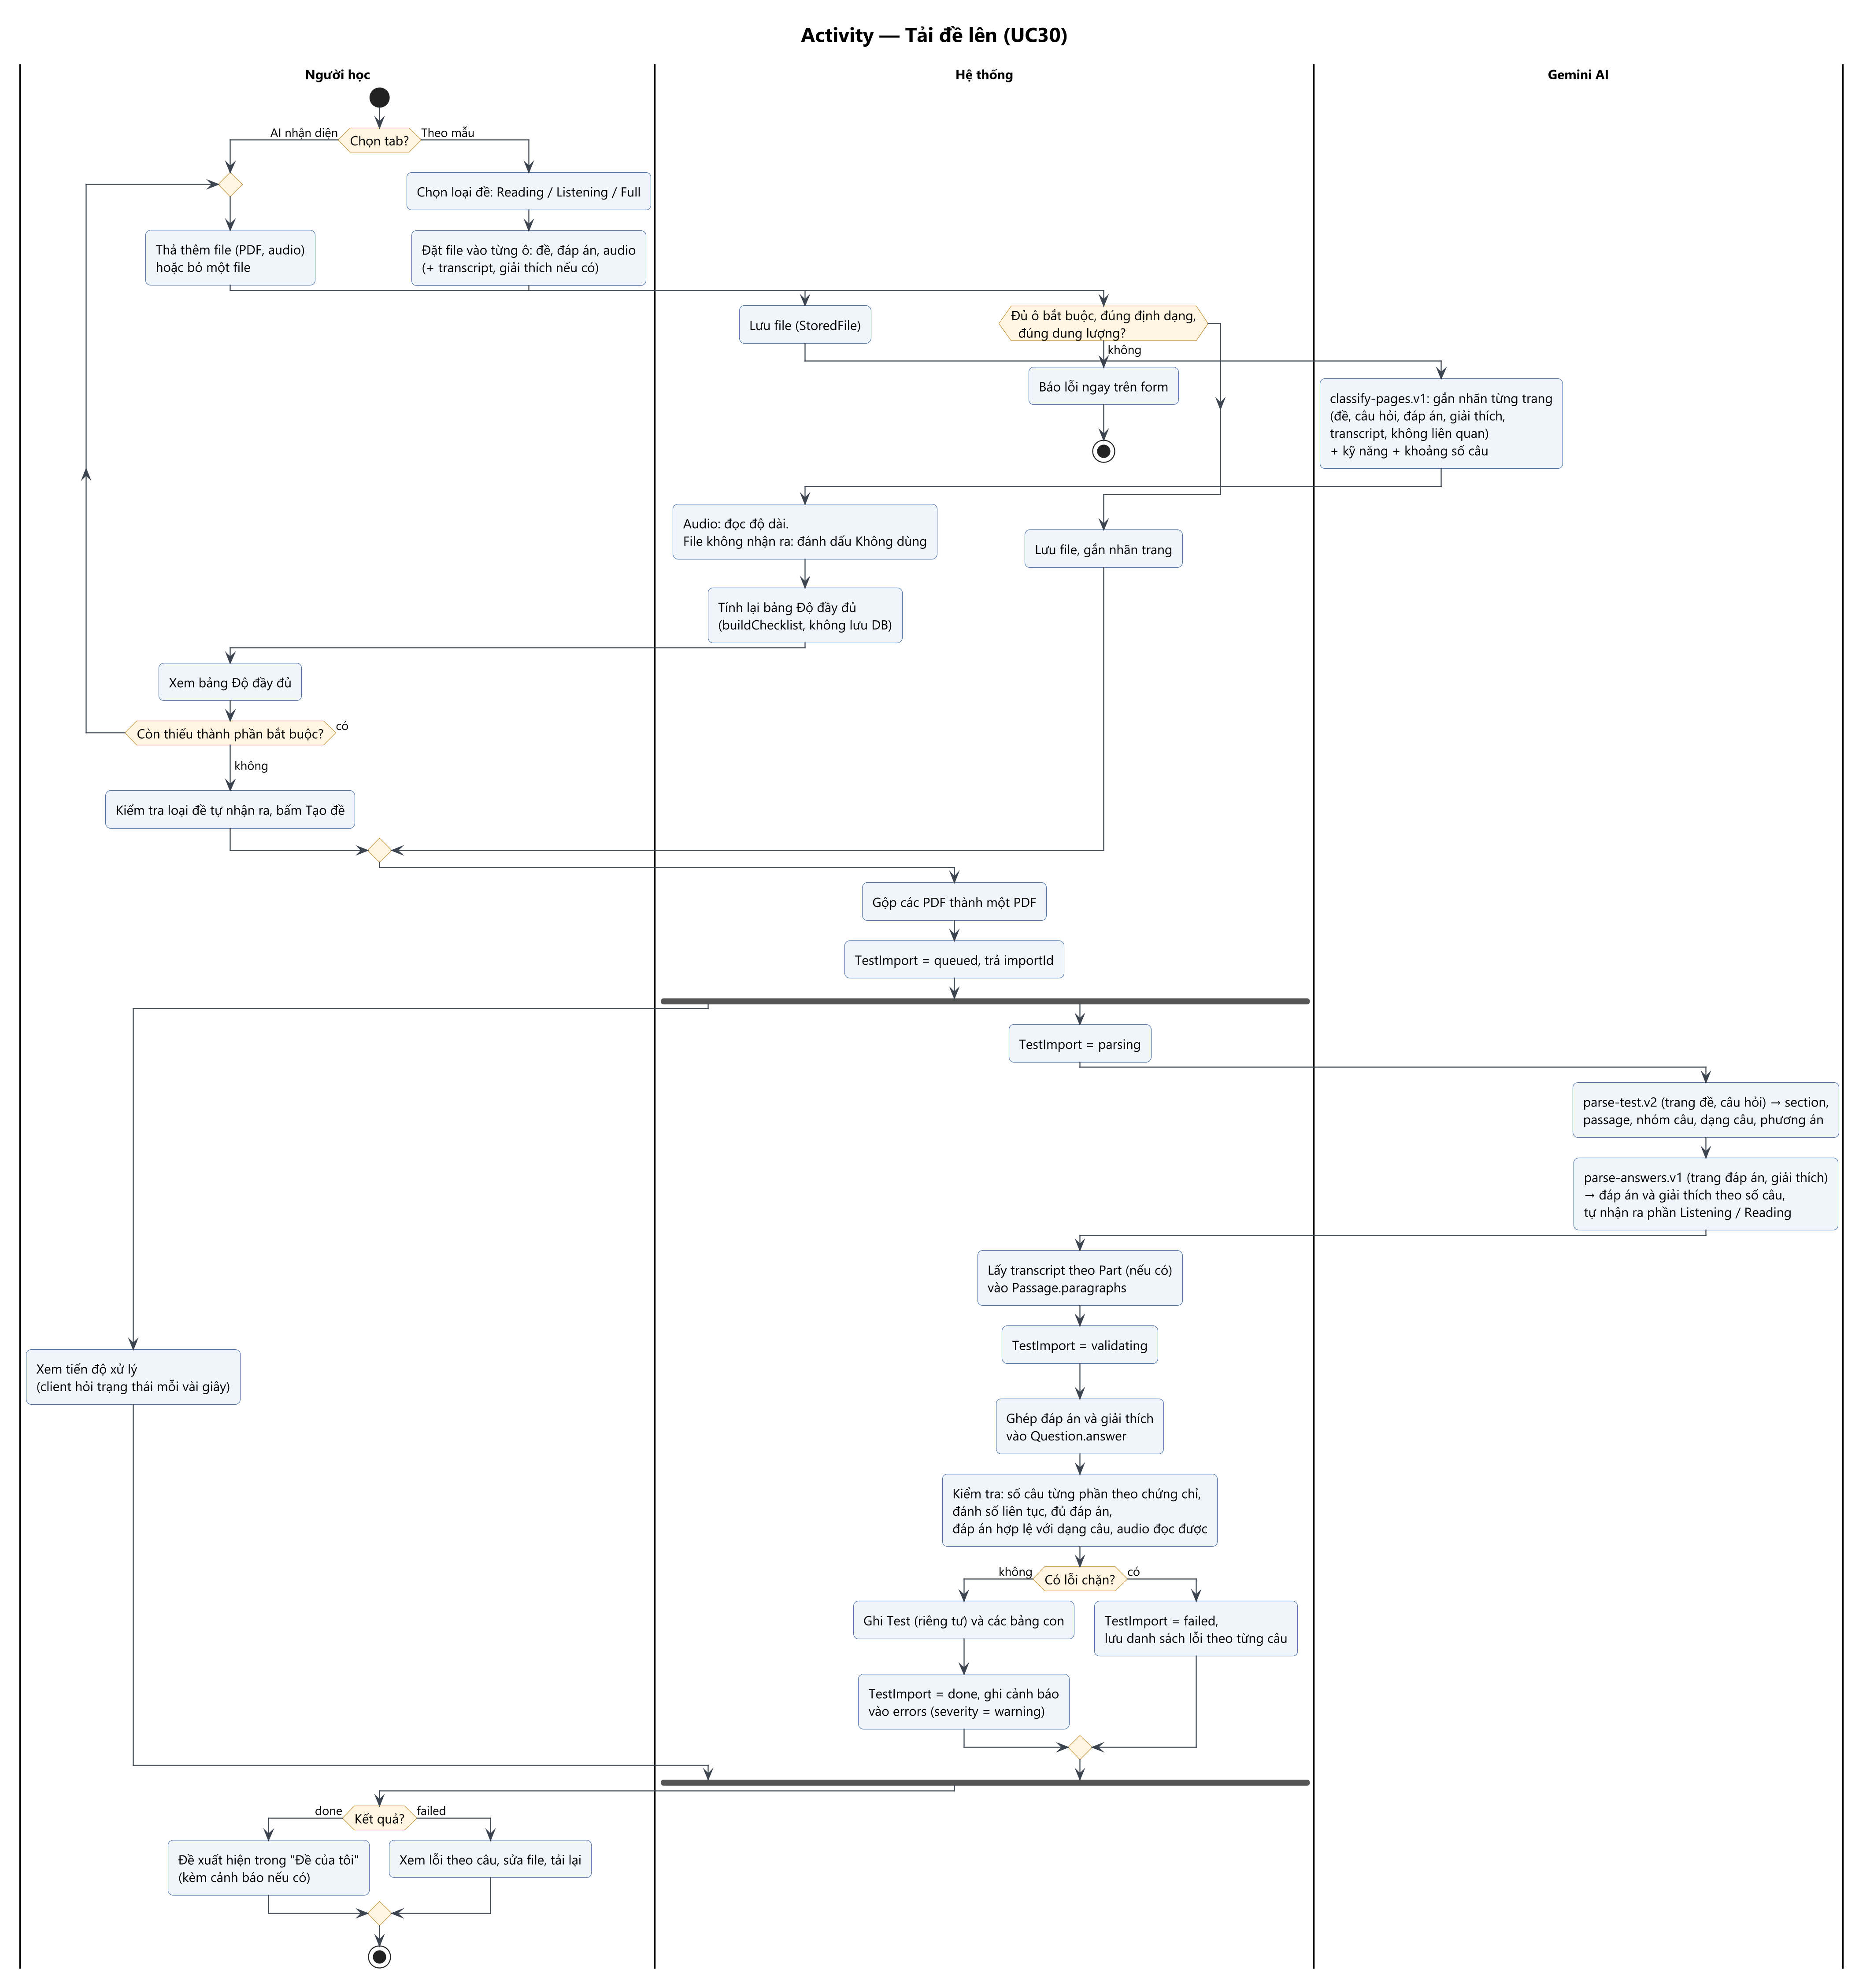 Activity — Tải đề lên (UC30)
Người học
Hệ thống
Gemini AI
Chọn tab?
AI nhận diện
Theo mẫu
Chọn loại đề: Reading / Listening / Full
Thả thêm file (PDF, audio)
hoặc bỏ một file
Đặt file vào từng ô: đề, đáp án, audio
(+ transcript, giải thích nếu có)
Lưu file (StoredFile)
Đủ ô bắt buộc, đúng định dạng,
đúng dung lượng?
không
Báo lỗi ngay trên form
classify-pages.v1: gắn nhãn từng trang
(đề, câu hỏi, đáp án, giải thích,
transcript, không liên quan)
+ kỹ năng + khoảng số câu
Audio: đọc độ dài.
File không nhận ra: đánh dấu Không dùng
Lưu file, gắn nhãn trang
Tính lại bảng Độ đầy đủ
(buildChecklist, không lưu DB)
Xem bảng Độ đầy đủ
Còn thiếu thành phần bắt buộc?
có
không
Kiểm tra loại đề tự nhận ra, bấm Tạo đề
Gộp các PDF thành một PDF
TestImport = queued, trả importId
TestImport = parsing
parse-test.v2 (trang đề, câu hỏi) → section,
passage, nhóm câu, dạng câu, phương án
parse-answers.v1 (trang đáp án, giải thích)
→ đáp án và giải thích theo số câu,
tự nhận ra phần Listening / Reading
Lấy transcript theo Part (nếu có)
vào Passage.paragraphs
TestImport = validating
Xem tiến độ xử lý
(client hỏi trạng thái mỗi vài giây)
Ghép đáp án và giải thích
vào Question.answer
Kiểm tra: số câu từng phần theo chứng chỉ,
đánh số liên tục, đủ đáp án,
đáp án hợp lệ với dạng câu, audio đọc được
Có lỗi chặn?
không
có
Ghi Test (riêng tư) và các bảng con
TestImport = failed,
lưu danh sách lỗi theo từng câu
TestImport = done, ghi cảnh báo
vào errors (severity = warning)
Kết quả?
done
failed
Đề xuất hiện trong "Đề của tôi"
(kèm cảnh báo nếu có)
Xem lỗi theo câu, sửa file, tải lại